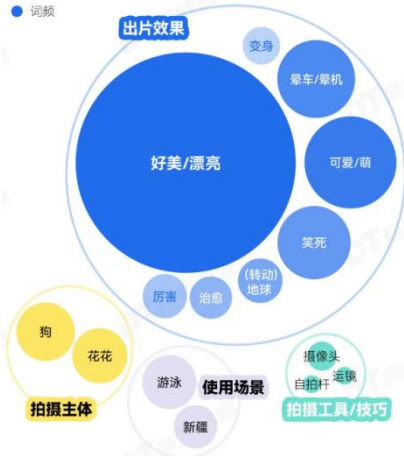 词频
出片效果
变身
晕车/晕机
好美/漂亮
可爱/萌
笑死
(转动)
地球
厉害
治愈
狗
花花
拍摄主体
游泳
使用场景
新疆
摄像头
自拍杆
运镜
拍摄工具/技巧